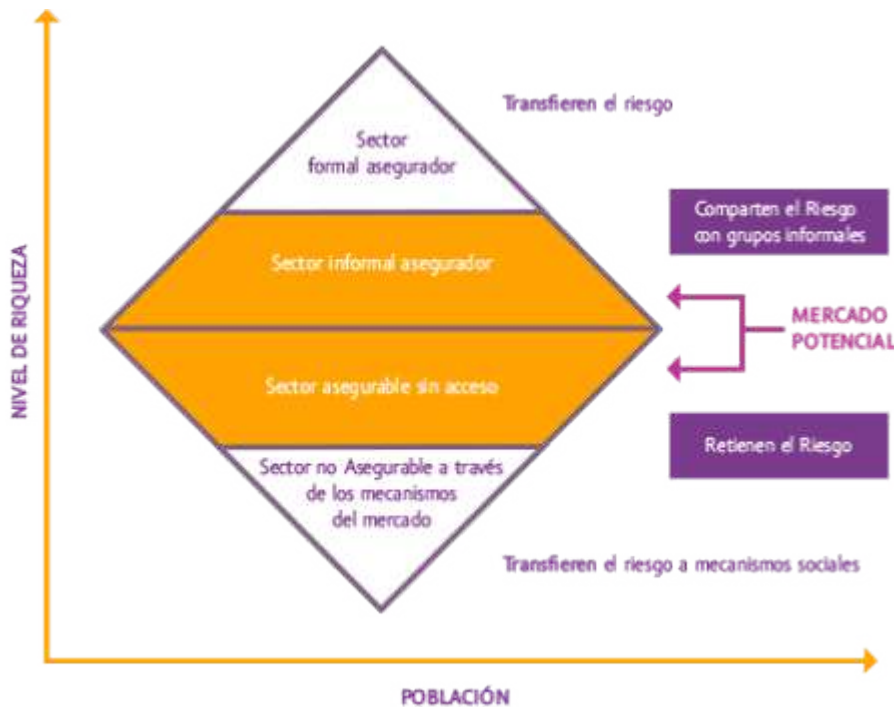 Transfieren el riesgo
Sector
formal asegurador
Comparten el Riesgo
con grupos informales
Sector informal asegurador
MERCADO
POTENCIAL
Sector asegurable sin acceso
Retienen el Riesgo
Sector no Asegurable a través
de los mecanismos
del mercado
Transfieren el riesgo a mecanismos sociales
NIVEL DE RIQUEZA
POBLACIÓN